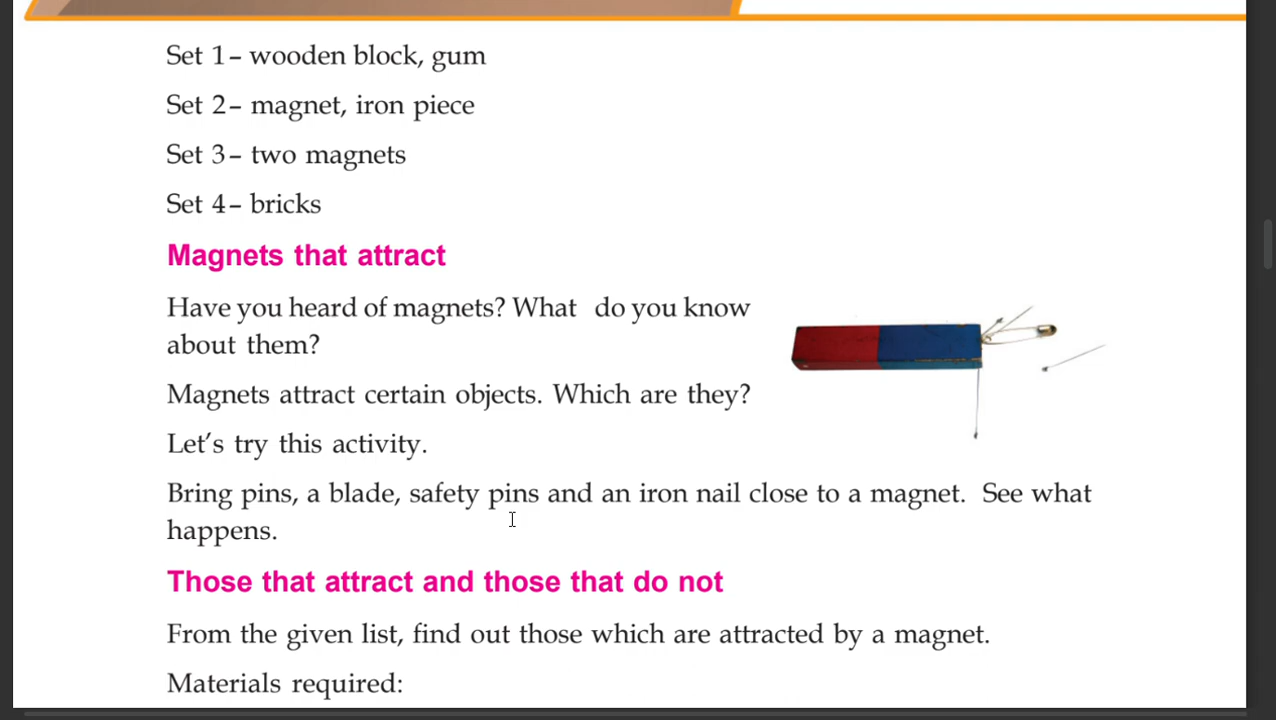 Set 1– wooden block, gum
Set 2– magnet, iron piece
Set 3– two magnets
Set 4– bricks
Magnets that attract
Have you heard of magnets? What do you know
about them?
Magnets attract certain objects. Which are they?
Let's try this activity.
Bring pins, a blade, safety pins and an iron nail close to a magnet. See what
happens.
Those that attract and those that do not
From the given list, find out those which are attracted by a magnet.
Materials required: